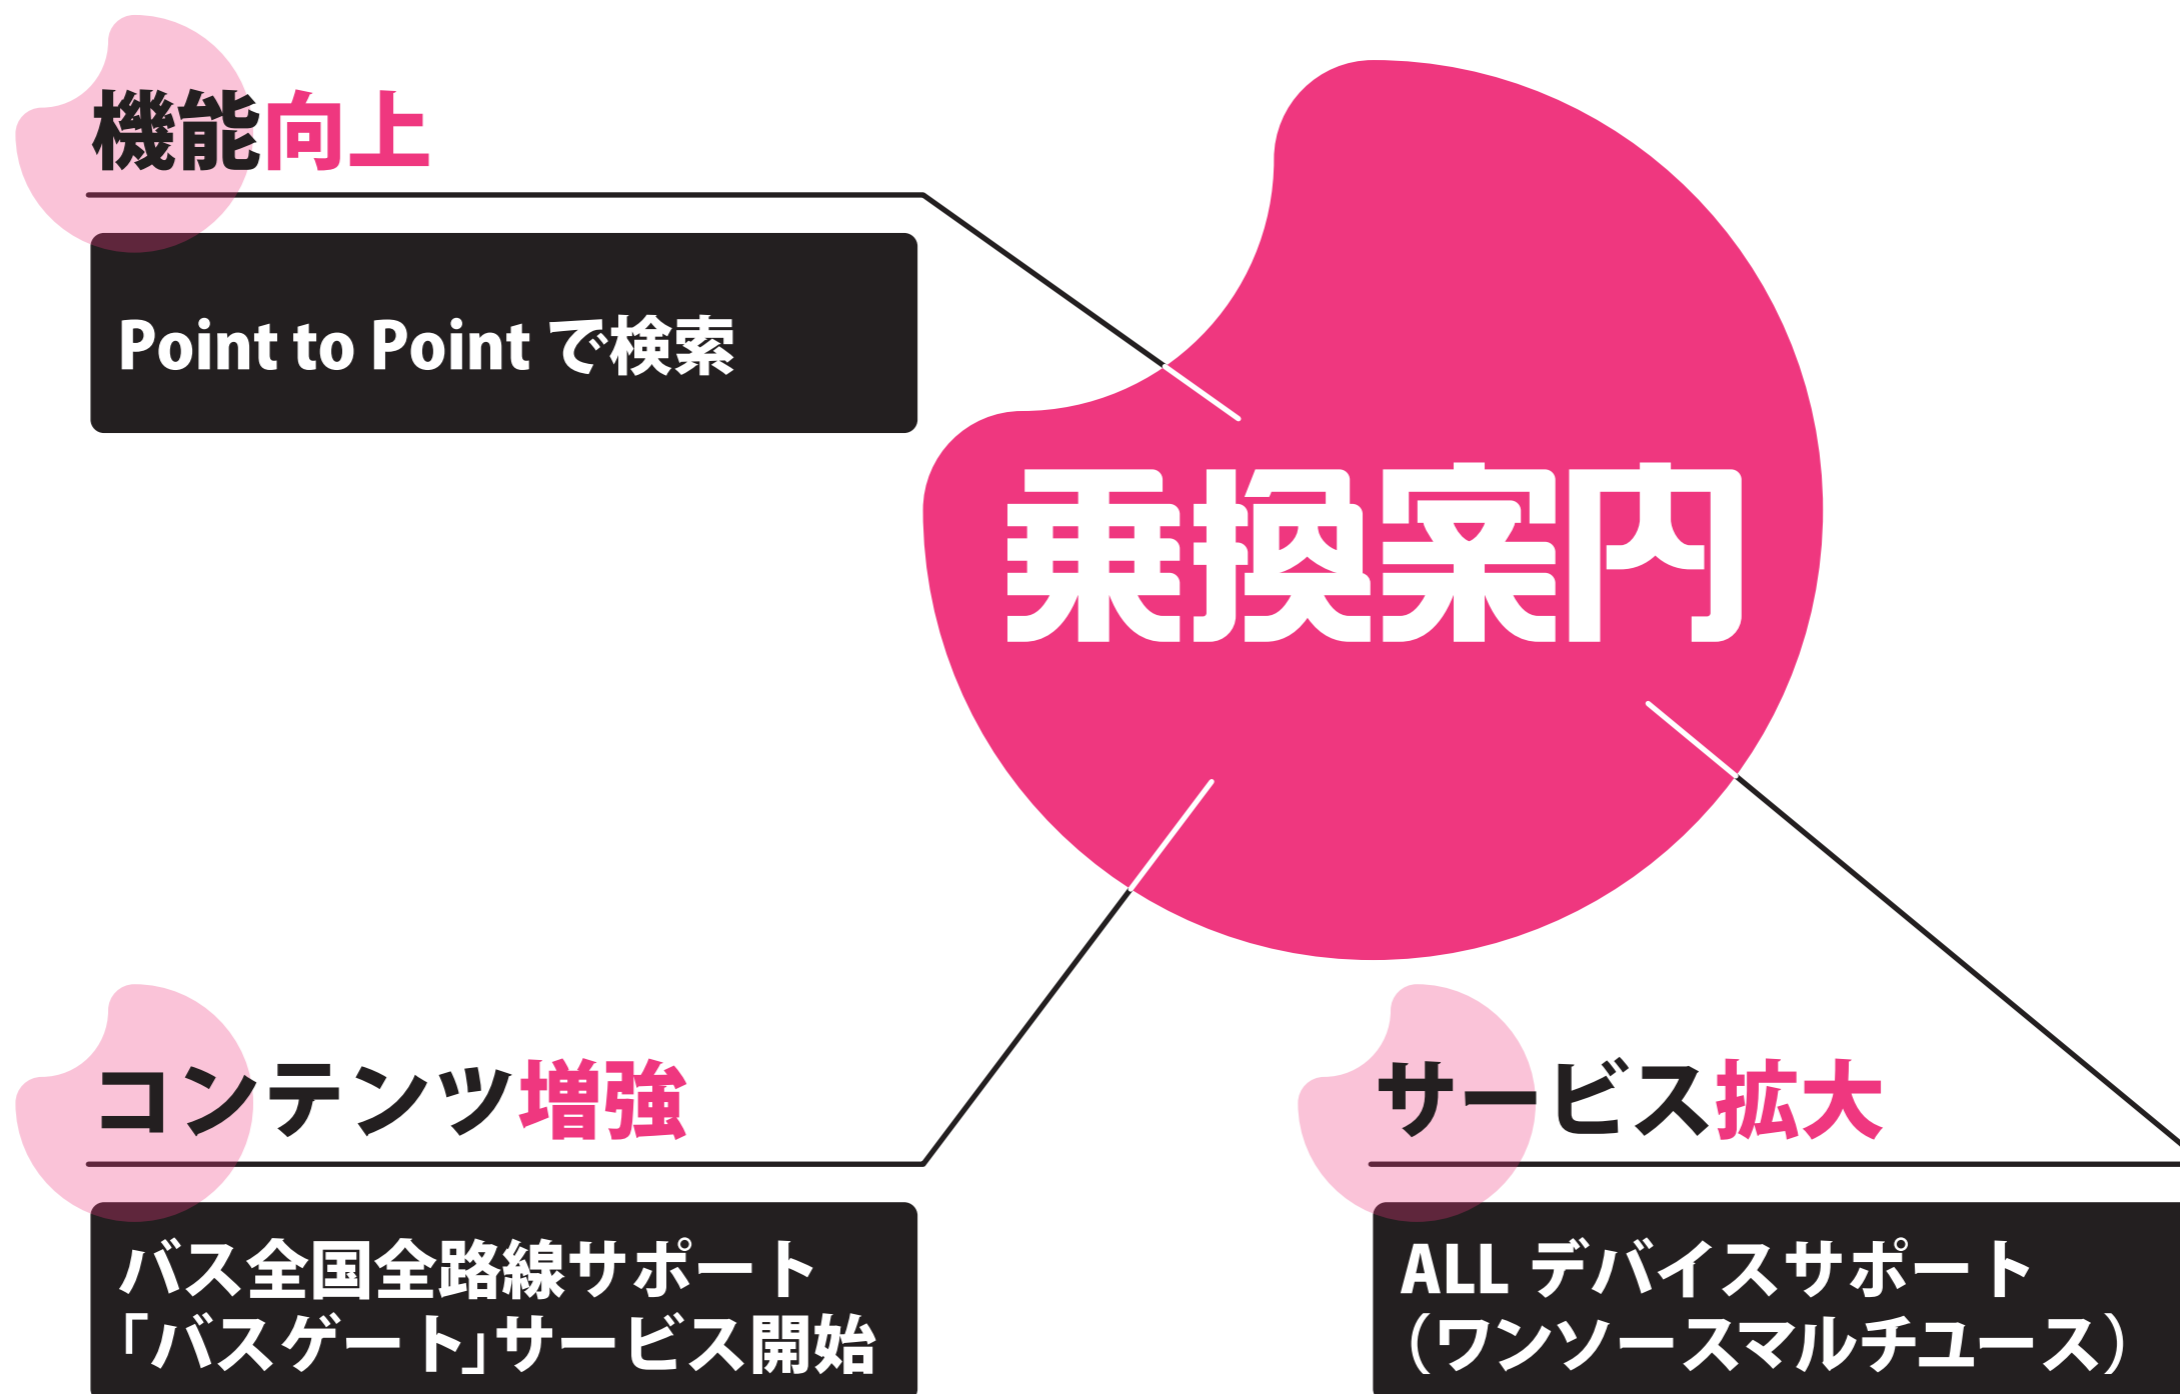 機能向上
Point to Point で検索
乗換案内
コンテンツ増強
バス全国全路線サポート
「バスゲート」サービス開始
サービス拡大
ALL デバイスサポート
（ワンソースマルチユース）